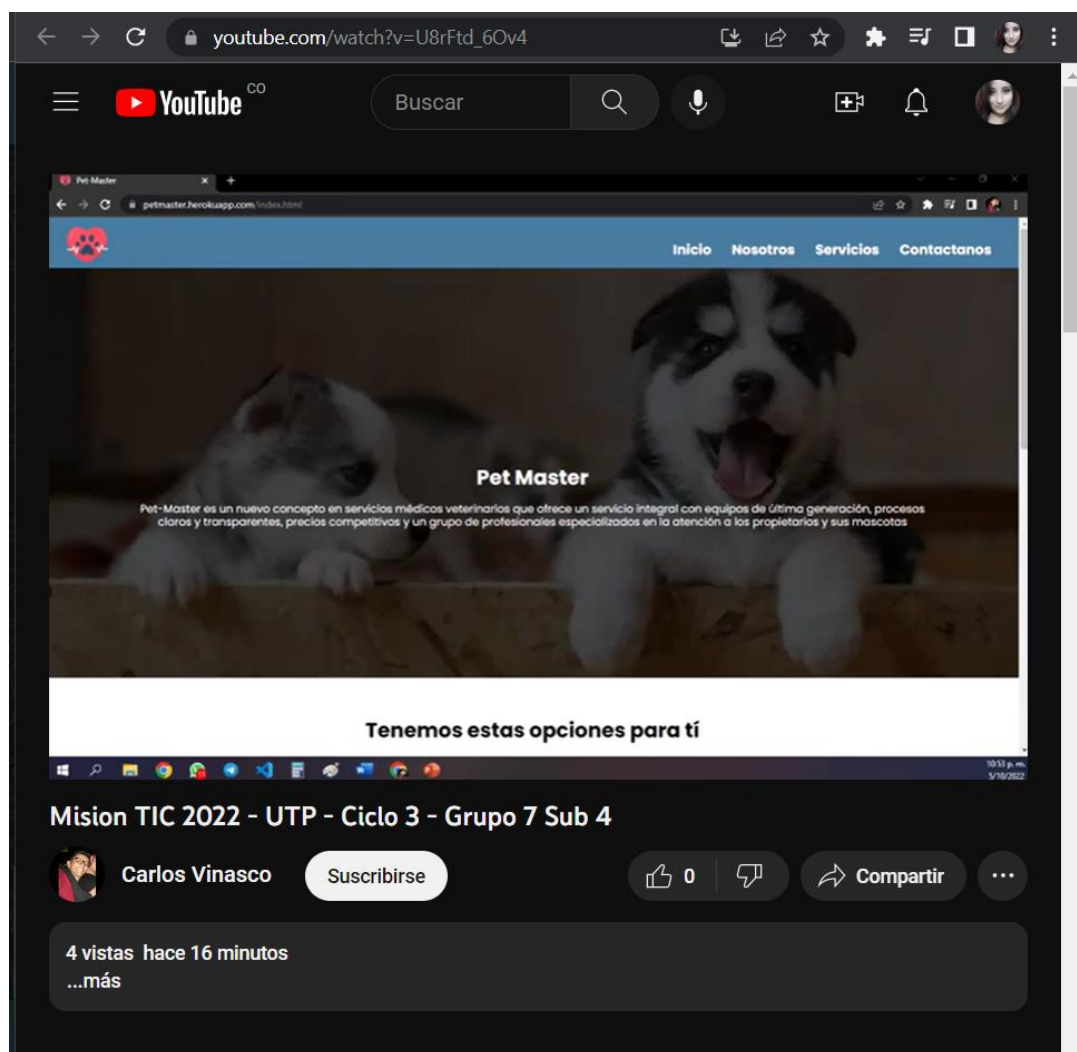 youtube.com/watch?v=U8rFtd_6Ov4
YouTube CO
Buscar
Pet Master
petmaster.herokuapp.com/index.html
Inicio Nosotros Servicios Contactanos
Pet Master
Pet-Master es un nuevo concepto en servicios médicos veterinarios que ofrece un servicio integral con equipos de última generación, procesos
claros y transparentes, precios competitivos y un grupo de profesionales especializados en la atención a los propietarios y sus mascotas
Tenemos estas opciones para tí
10:53 p. m.
5/10/2022
Mision TIC 2022 - UTP - Ciclo 3 - Grupo 7 Sub 4
Carlos Vinasco
Suscribirse
0
Compartir
4 vistas hace 16 minutos
...más